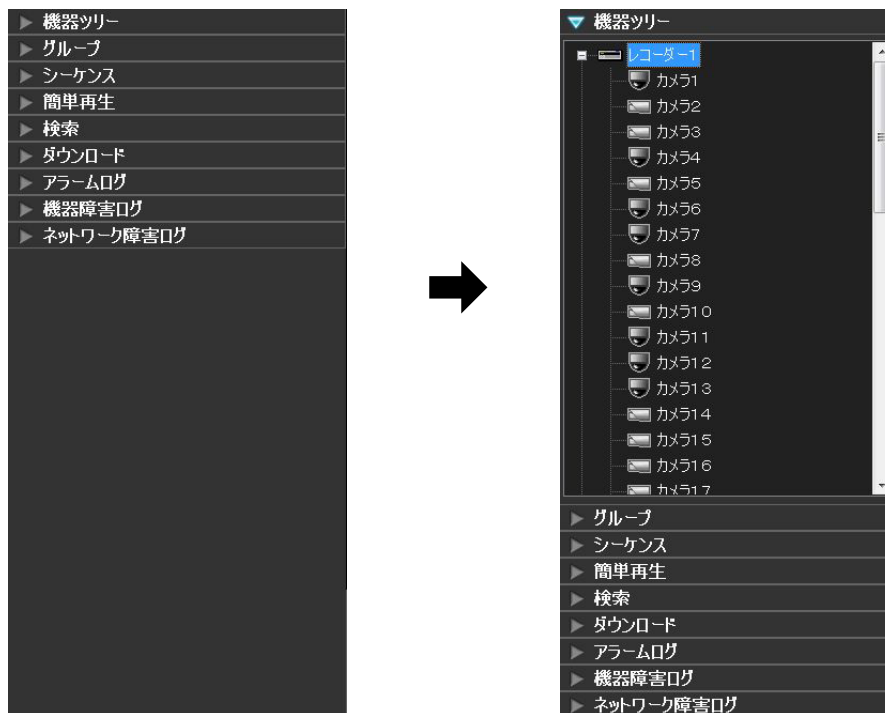 機器ツリー
グループ
シーケンス
簡単再生
検索
ダウンロード
アラームログ
機器障害ログ
ネットワーク障害ログ
機器ツリー
レコーダー1
カメラ1
カメラ2
カメラ3
カメラ4
カメラ5
カメラ6
カメラ7
カメラ8
カメラ9
カメラ10
カメラ11
カメラ12
カメラ13
カメラ14
カメラ15
カメラ16
カメラ17
グループ
シーケンス
簡単再生
検索
ダウンロード
アラームログ
機器障害ログ
ネットワーク障害ログ